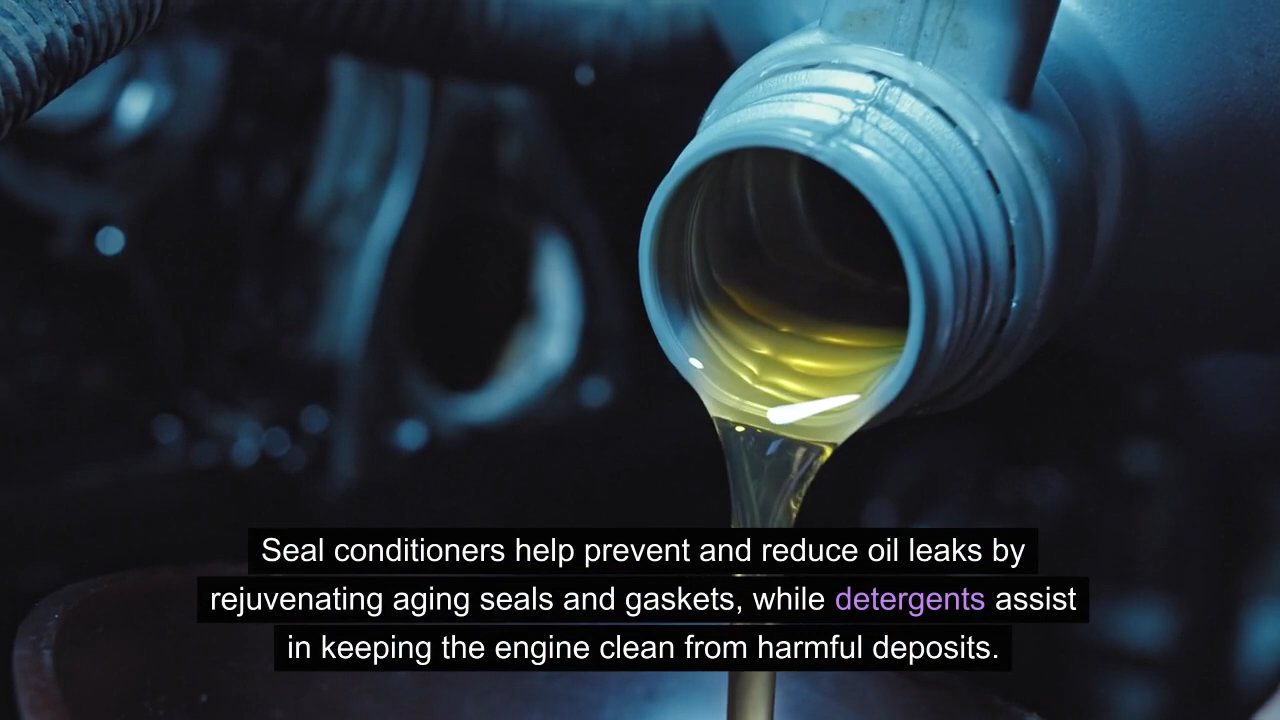 Seal conditioners help prevent and reduce oil leaks by
rejuvenating aging seals and gaskets, while detergents assist
in keeping the engine clean from harmful deposits.